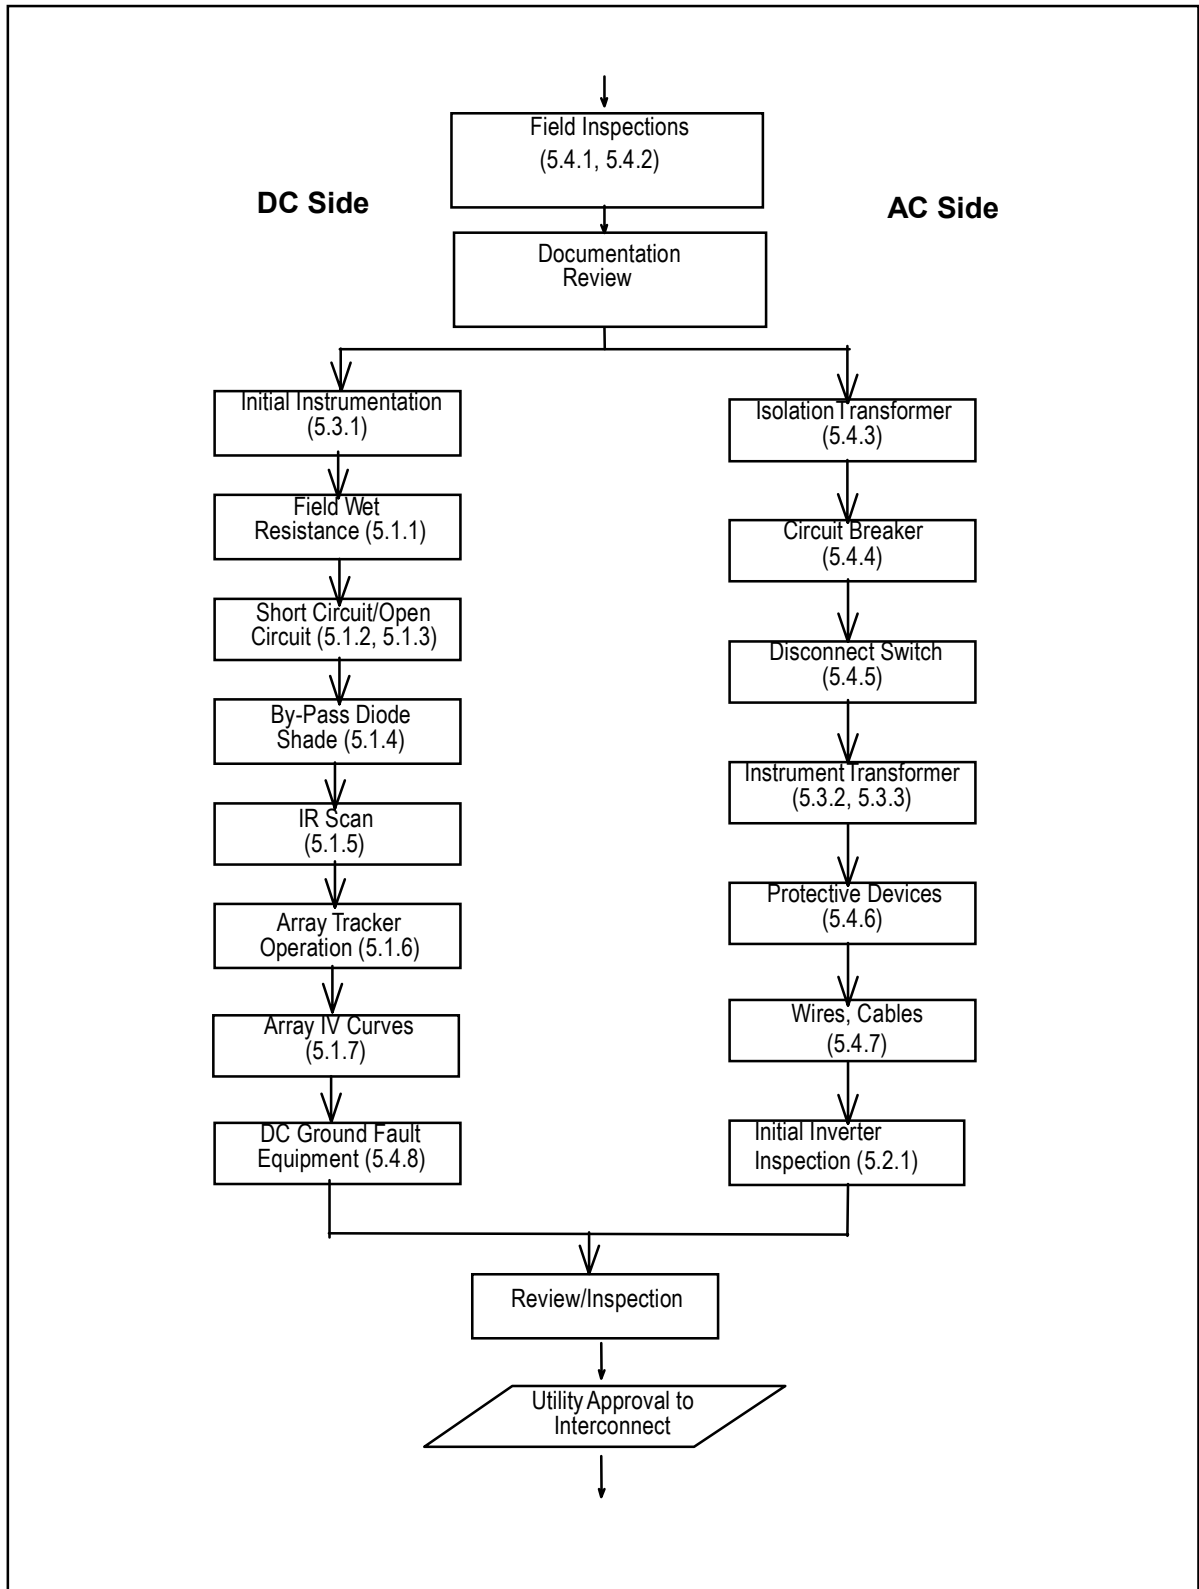 Field Inspections
(5.4.1, 5.4.2)
DC Side
AC Side
Documentation
Review
Initial Instrumentation
(5.3.1)
Field Wet
Resistance (5.1.1)
Short Circuit/Open
Circuit (5.1.2, 5.1.3)
By-Pass Diode
Shade (5.1.4)
IR Scan
(5.1.5)
Array Tracker
Operation (5.1.6)
Array IV Curves
(5.1.7)
DC Ground Fault
Equipment (5.4.8)
Isolation Transformer
(5.4.3)
Circuit Breaker
(5.4.4)
Disconnect Switch
(5.4.5)
Instrument Transformer
(5.3.2, 5.3.3)
Protective Devices
(5.4.6)
Wires, Cables
(5.4.7)
Initial Inverter
Inspection (5.2.1)
Review/Inspection
Utility Approval to
Interconnect